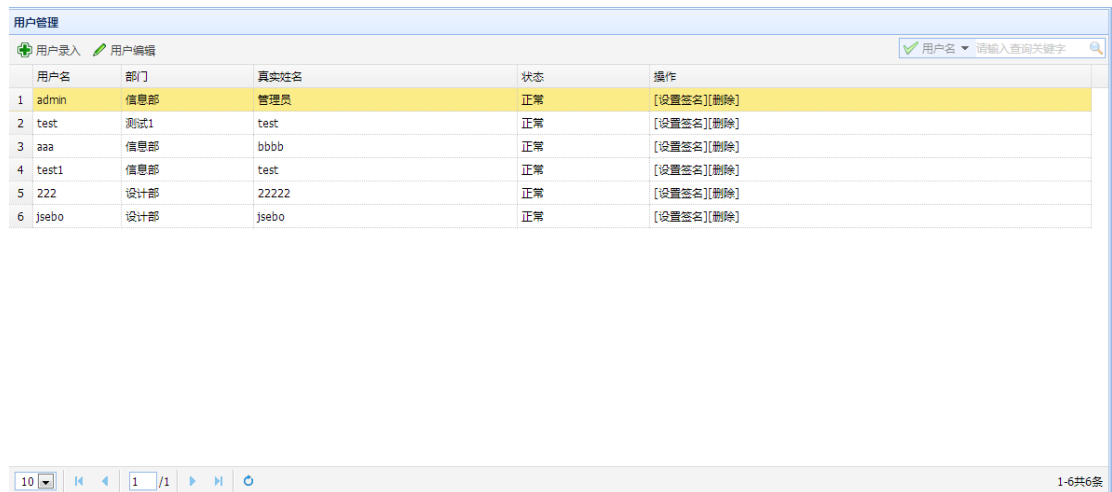 用户管理
用户录入 用户编辑 用户名 请输入查询关键字
用户名 部门 真实姓名 状态 操作
1 admin 信息部 管理员 正常 [设置签名][删除]
2 test 测试1 test 正常 [设置签名][删除]
3 aaa 信息部 bbbb 正常 [设置签名][删除]
4 test1 信息部 test 正常 [设置签名][删除]
5 222 设计部 22222 正常 [设置签名][删除]
6 jsebo 设计部 jsebo 正常 [设置签名][删除]
10 1 /1 1-6共6条